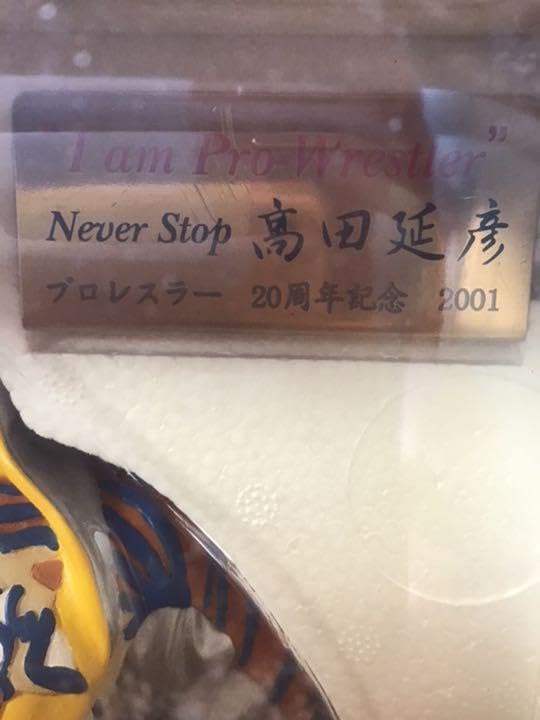 "I am Pro-Wrestler"
Never Stop 髙田延彦
プロレスラー 20周年記念 2001